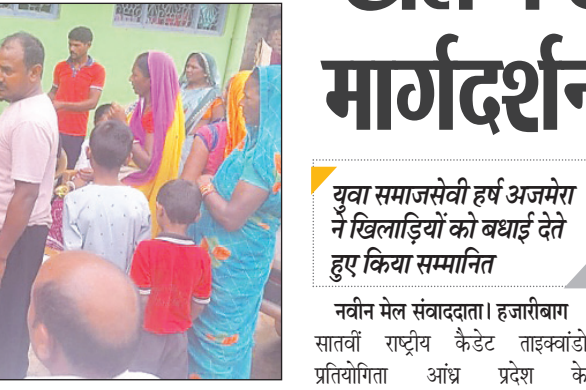 मार्गदर्शन
युवा समाजसेवी हर्ष अजमेरा
ने खिलाड़ियों को बधाई देते
हुए किया सम्मानित
नवीन मेल संवाददाता। हजारीबाग
सातवीं राष्ट्रीय कैडेट ताइक्वांडो
प्रतियोगिता आंध्र प्रदेश के